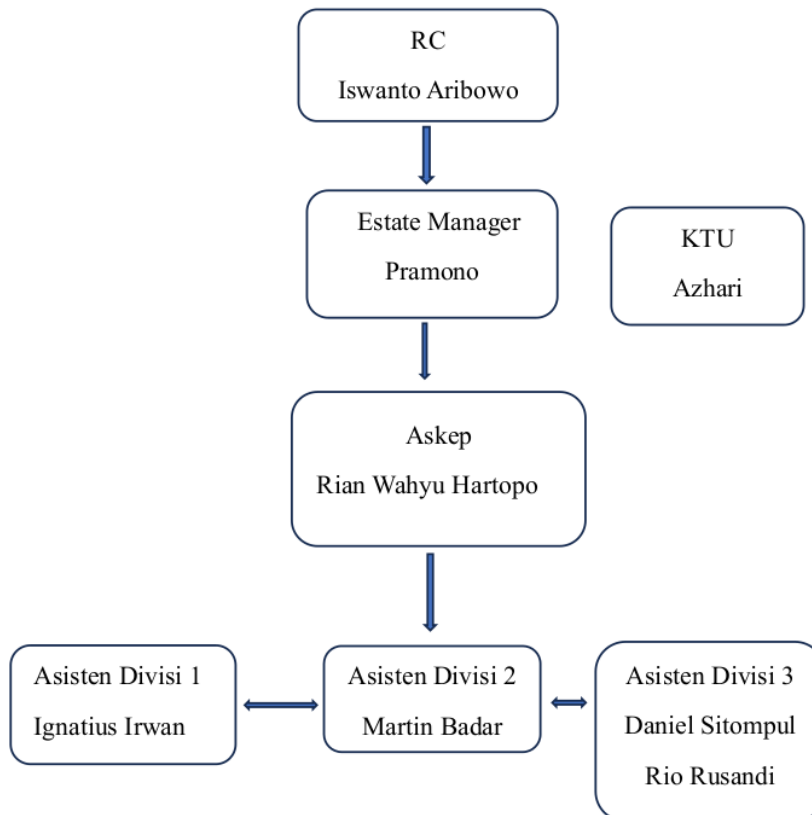 RC
Iswanto Aribowo
Estate Manager
Pramono
KTU
Azhari
Askep
Rian Wahyu Hartopo
Asisten Divisi 1
Ignatius Irwan
Asisten Divisi 2
Martin Badar
Asisten Divisi 3
Daniel Sitompul
Rio Rusandi